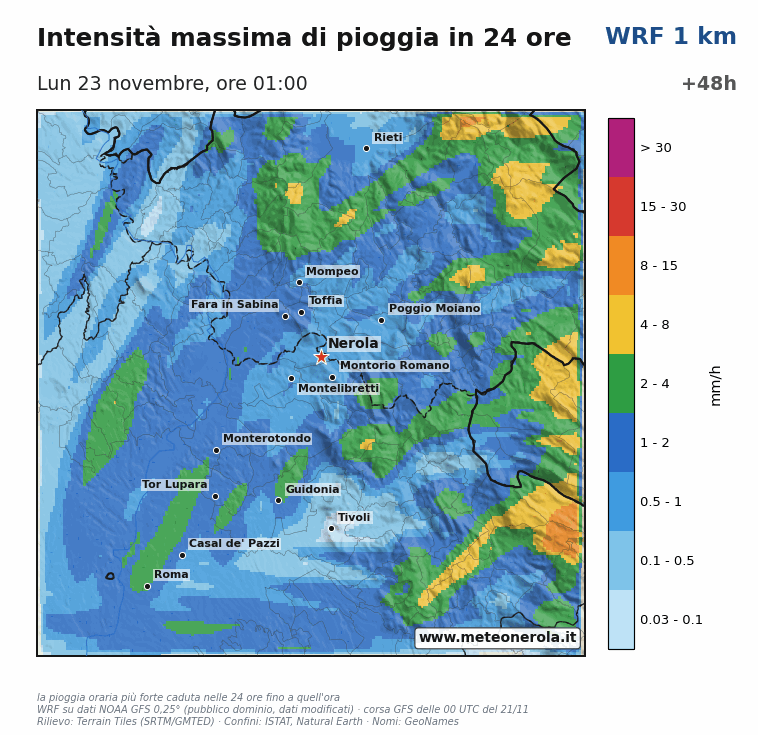 Intensità massima di pioggia in 24 ore
WRF 1 km
Lun 23 novembre, ore 01:00
+48h
Rieti
Mompeo
Fara in Sabina
Toffia
Poggio Moiano
Nerola
Montorio Romano
Montelibretti
Monterotondo
Tor Lupara
Guidonia
Tivoli
Casal de' Pazzi
Roma
www.meteonerola.it
> 30
15 - 30
8 - 15
4 - 8
2 - 4
1 - 2
0.5 - 1
0.1 - 0.5
0.03 - 0.1
mm/h
la pioggia oraria più forte caduta nelle 24 ore fino a quell'ora
WRF su dati NOAA GFS 0,25° (pubblico dominio, dati modificati) · corsa GFS delle 00 UTC del 21/11
Rilievo: Terrain Tiles (SRTM/GMTED) · Confini: ISTAT, Natural Earth · Nomi: GeoNames